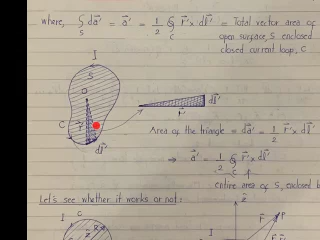 where, ∮ da⃗' = a⃗' = 1/2 ∮ r⃗' × dl⃗' = Total vector area of
S C open surface, S enclosed
closed current loop, C
I
S
O
r⃗'
C
dl⃗'
dl⃗'
r⃗'
Area of the triangle = da⃗' = 1/2 r⃗' × dl⃗'
⇒ a⃗' = 1/2 ∮ r⃗' × dl⃗'
C
entire area of S, enclosed b
Let's see whether it works or not:
I C
R
z
r⃗
P